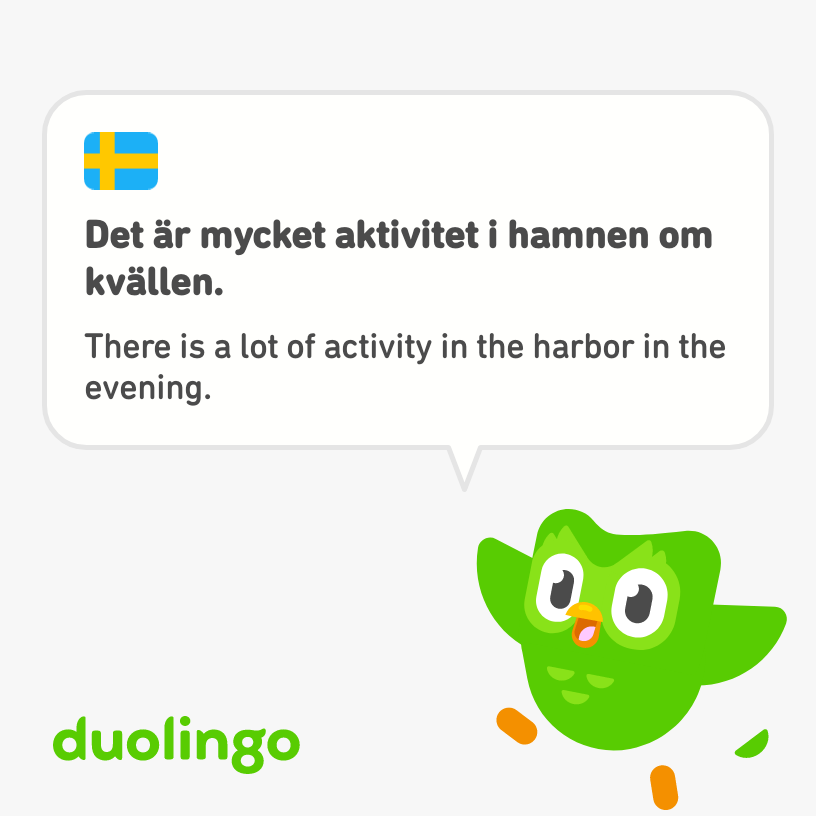 Det är mycket aktivitet i hamnen om
kvällen.
There is a lot of activity in the harbor in the
evening.
duolingo